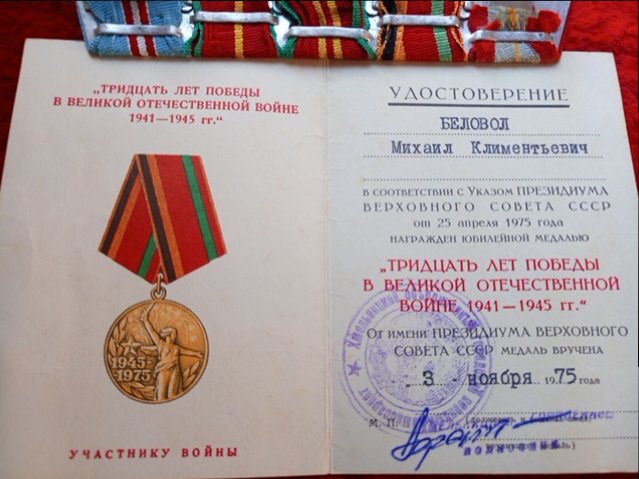 „ТРИДЦАТЬ ЛЕТ ПОБЕДЫ
В ВЕЛИКОЙ ОТЕЧЕСТВЕННОЙ ВОЙНЕ
1941—1945 гг.“
1945-
1975
УЧАСТНИКУ ВОЙНЫ
УДОСТОВЕРЕНИЕ
БЕЛОВОЛ
Михаил Климентьевич
В СООТВЕТСТВИИ С УКАЗОМ ПРЕЗИДИУМА
ВЕРХОВНОГО СОВЕТА СССР
от 25 апреля 1975 года
НАГРАЖДЕН ЮБИЛЕЙНОЙ МЕДАЛЬЮ
„ТРИДЦАТЬ ЛЕТ ПОБЕДЫ
В ВЕЛИКОЙ ОТЕЧЕСТВЕННОЙ
ВОЙНЕ 1941—1945 гг.“
ОТ ИМЕНИ ПРЕЗИДИУМА ВЕРХОВНОГО
СОВЕТА СССР МЕДАЛЬ ВРУЧЕНА
3 - ноября 1975 года
М. П.